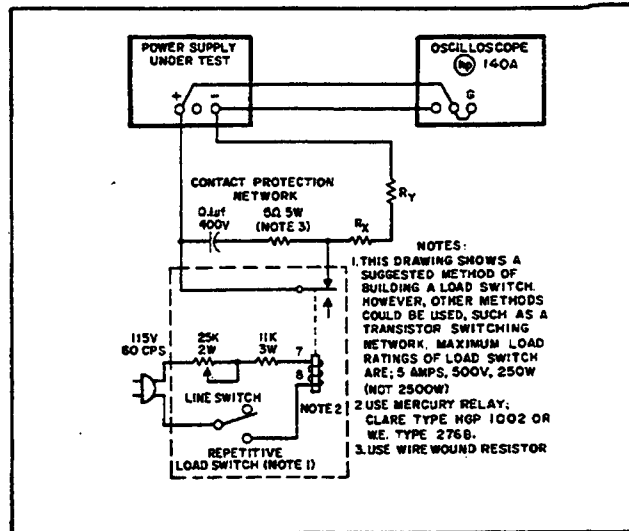 POWER SUPPLY
UNDER TEST
+ -
OSCILLOSCOPE
hp 140A
G
CONTACT PROTECTION
NETWORK
0.1µf
400V
6Ω 5W
(NOTE 3)
RX
RY
115V
60 CPS
25K
2W
11K
3W
7
8
LINE SWITCH
NOTE 2
REPETITIVE
LOAD SWITCH (NOTE 1)
NOTES:
1. THIS DRAWING SHOWS A
SUGGESTED METHOD OF
BUILDING A LOAD SWITCH.
HOWEVER, OTHER METHODS
COULD BE USED, SUCH AS A
TRANSISTOR SWITCHING
NETWORK. MAXIMUM LOAD
RATINGS OF LOAD SWITCH
ARE; 5 AMPS, 500V, 250W
(NOT 2500W)
2 USE MERCURY RELAY;
CLARE TYPE HGP 1002 OR
W.E. TYPE 276B.
3. USE WIRE WOUND RESISTOR